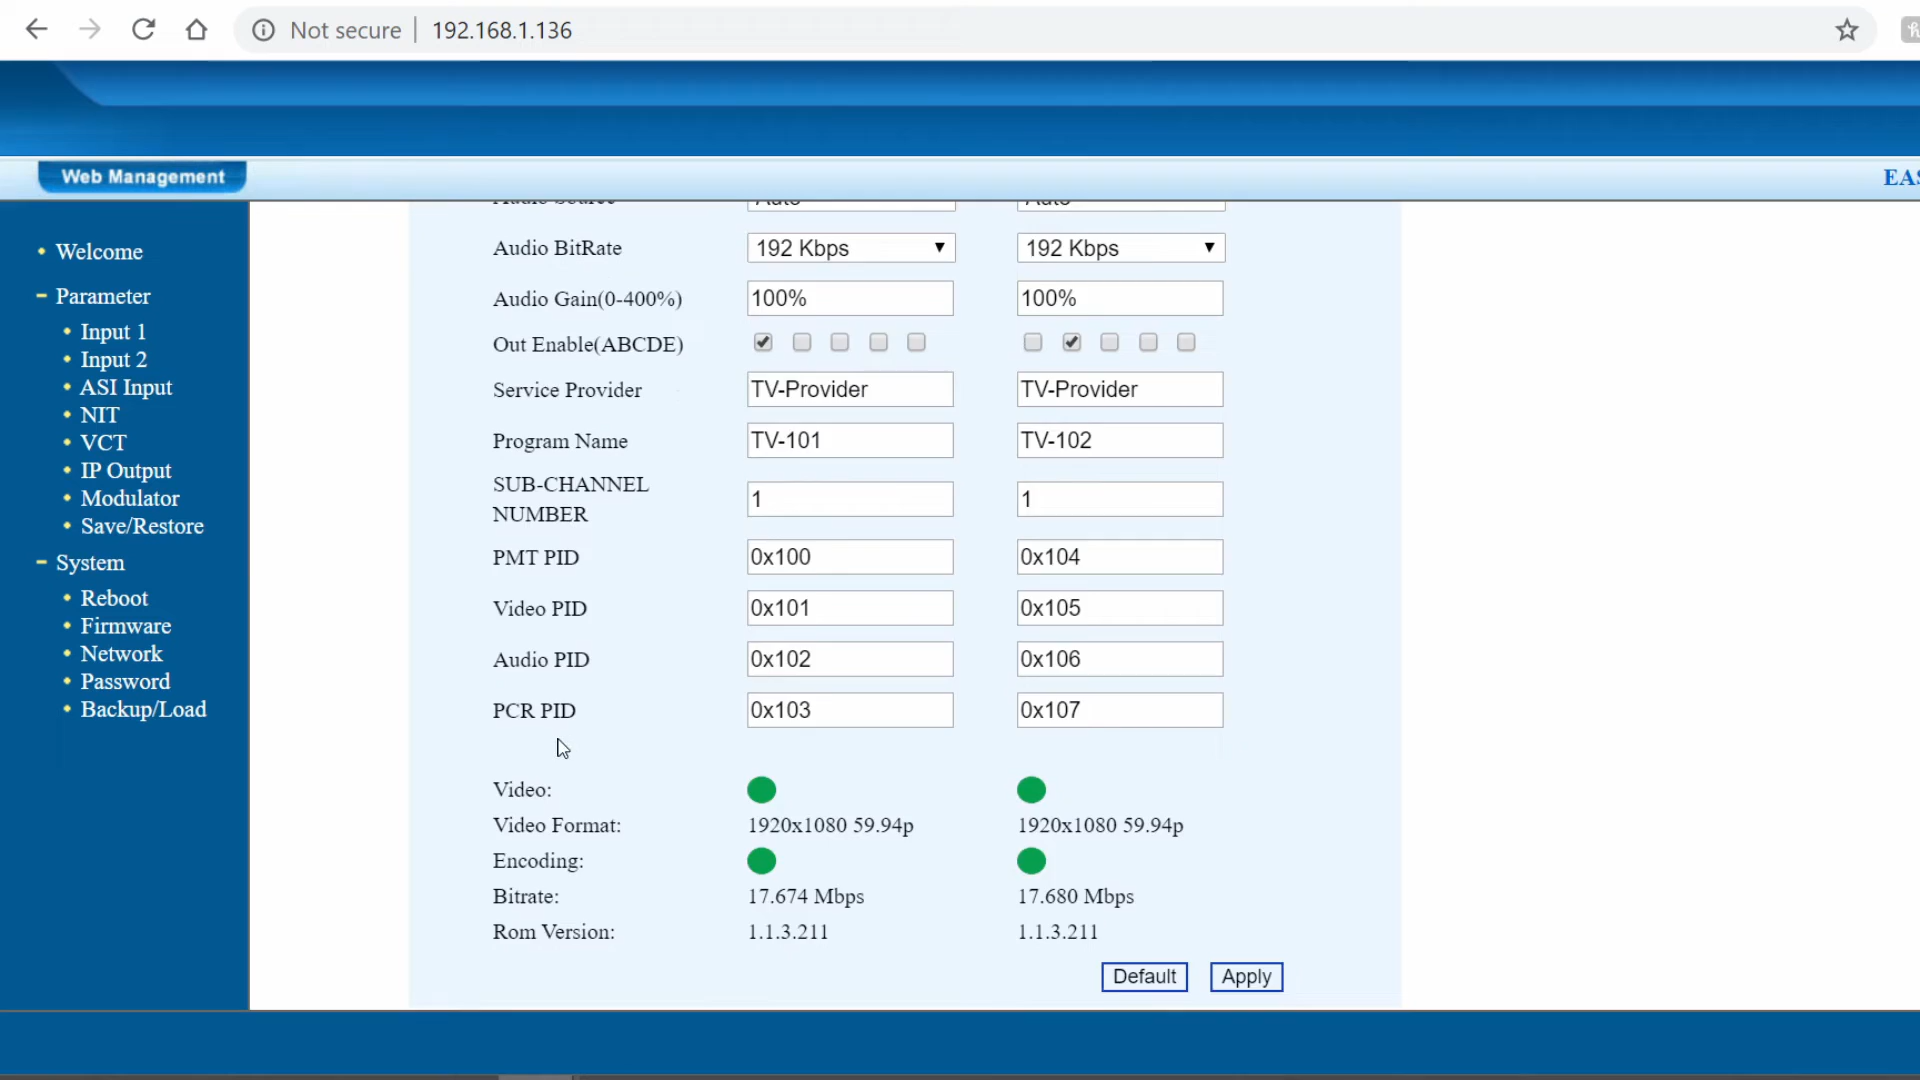 Not secure | 192.168.1.136
Web Management
EAS
Welcome
Parameter
Input 1
Input 2
ASI Input
NIT
VCT
IP Output
Modulator
Save/Restore
System
Reboot
Firmware
Network
Password
Backup/Load
Audio Source Auto Auto
Audio BitRate 192 Kbps 192 Kbps
Audio Gain(0-400%) 100% 100%
Out Enable(ABCDE)
Service Provider TV-Provider TV-Provider
Program Name TV-101 TV-102
SUB-CHANNEL
NUMBER 1 1
PMT PID 0x100 0x104
Video PID 0x101 0x105
Audio PID 0x102 0x106
PCR PID 0x103 0x107
Video:
Video Format: 1920x1080 59.94p 1920x1080 59.94p
Encoding:
Bitrate: 17.674 Mbps 17.680 Mbps
Rom Version: 1.1.3.211 1.1.3.211
Default Apply